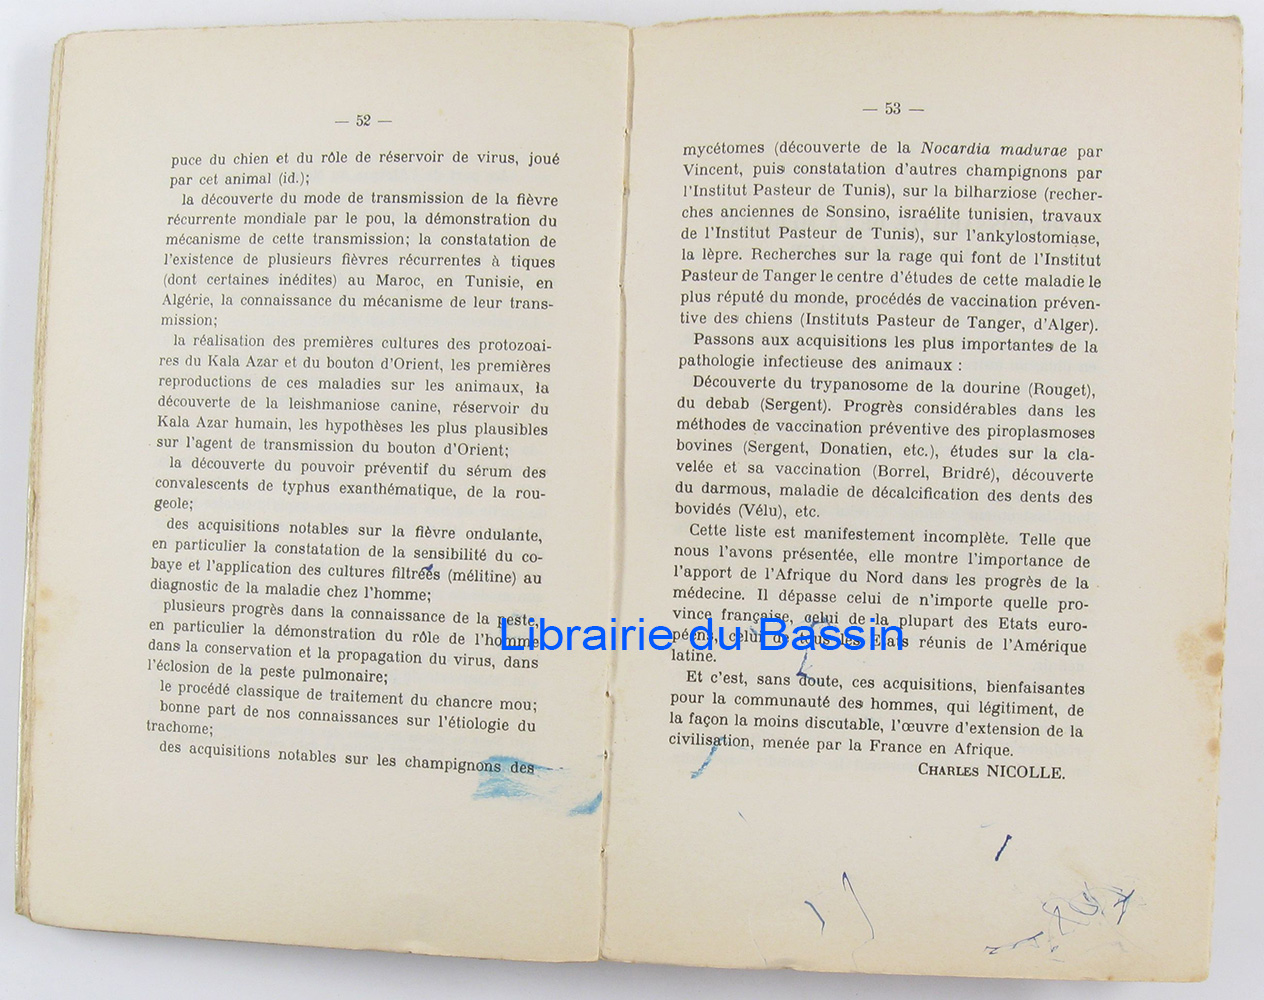 — 52 —
puce du chien et du rôle de réservoir de virus, joué
par cet animal (id.);
la découverte du mode de transmission de la fièvre
récurrente mondiale par le pou, la démonstration du
mécanisme de cette transmission; la constatation de
l'existence de plusieurs fièvres récurrentes à tiques
(dont certaines inédites) au Maroc, en Tunisie, en
Algérie, la connaissance du mécanisme de leur trans-
mission;
la réalisation des premières cultures des protozoai-
res du Kala Azar et du bouton d'Orient, les premières
reproductions de ces maladies sur les animaux, la
découverte de la leishmaniose canine, réservoir du
Kala Azar humain, les hypothèses les plus plausibles
sur l'agent de transmission du bouton d'Orient;
la découverte du pouvoir préventif du sérum des
convalescents de typhus exanthématique, de la rou-
geole;
des acquisitions notables sur la fièvre ondulante,
en particulier la constatation de la sensibilité du co-
baye et l'application des cultures filtrées (mélitine) au
diagnostic de la maladie chez l'homme;
plusieurs progrès dans la connaissance de la peste,
en particulier la démonstration du rôle de l'homme
dans la conservation et la propagation du virus, dans
l'éclosion de la peste pulmonaire;
le procédé classique de traitement du chancre mou;
bonne part de nos connaissances sur l'étiologie du
trachome;
des acquisitions notables sur les champignons des
— 53 —
mycétomes (découverte de la Nocardia madurae par
Vincent, puis constatation d'autres champignons par
l'Institut Pasteur de Tunis), sur la bilharziose (recher-
ches anciennes de Sonsino, israélite tunisien, travaux
de l'Institut Pasteur de Tunis), sur l'ankylostomiase,
la lèpre. Recherches sur la rage qui font de l'Institut
Pasteur de Tanger le centre d'études de cette maladie le
plus réputé du monde, procédés de vaccination préven-
tive des chiens (Instituts Pasteur de Tanger, d'Alger).
Passons aux acquisitions les plus importantes de la
pathologie infectieuse des animaux :
Découverte du trypanosome de la dourine (Rouget),
du debab (Sergent). Progrès considérables dans les
méthodes de vaccination préventive des piroplasmoses
bovines (Sergent, Donatien, etc.), études sur la cla-
velée et sa vaccination (Borrel, Bridré), découverte
du darmous, maladie de décalcification des dents des
bovidés (Vélu), etc.
Cette liste est manifestement incomplète. Telle que
nous l'avons présentée, elle montre l'importance de
l'apport de l'Afrique du Nord dans les progrès de la
médecine. Il dépasse celui de n'importe quelle pro-
vince française, celui de la plupart des Etats euro-
péens, celui de tous les Etats réunis de l'Amérique
latine.
Et c'est, sans doute, ces acquisitions, bienfaisantes
pour la communauté des hommes, qui légitiment, de
la façon la moins discutable, l'œuvre d'extension de la
civilisation, menée par la France en Afrique.
CHARLES NICOLLE.
Librairie du Bassin